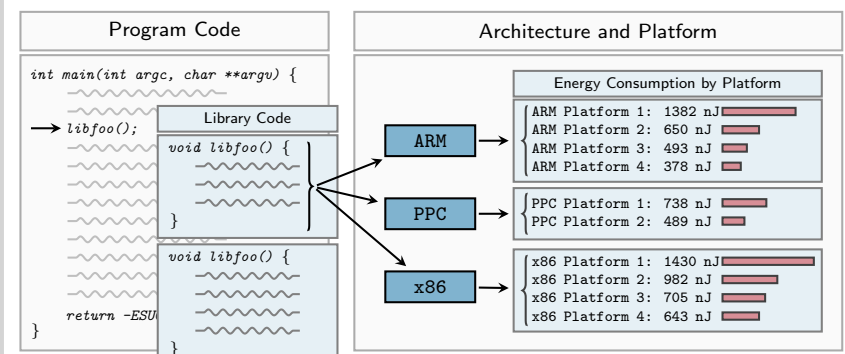 Program Code
int main(int argc, char **argv) {
libfoo();
return -ESU
}
Library Code
void libfoo() {
}
void libfoo() {
}
Architecture and Platform
ARM
PPC
x86
Energy Consumption by Platform
ARM Platform 1: 1382 nJ
ARM Platform 2: 650 nJ
ARM Platform 3: 493 nJ
ARM Platform 4: 378 nJ
PPC Platform 1: 738 nJ
PPC Platform 2: 489 nJ
x86 Platform 1: 1430 nJ
x86 Platform 2: 982 nJ
x86 Platform 3: 705 nJ
x86 Platform 4: 643 nJ